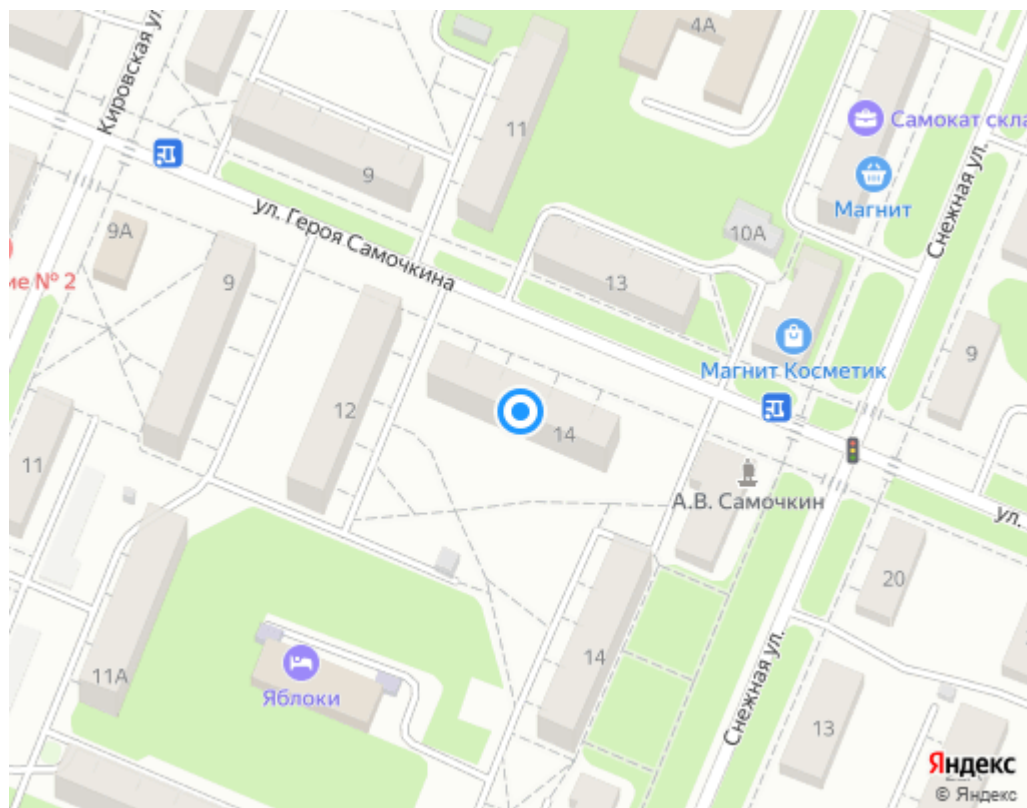 Кировская ул.
4А
11
Самокат скла
9
Магнит
Снежная ул.
ул. Героя Самочкина
9А
10А
13
9
ие № 2
9
Магнит Косметик
12
14
11
А.В. Самочкин
ул.
20
14
Снежная ул.
11А
Яблоки
13
Яндекс
© Яндекс